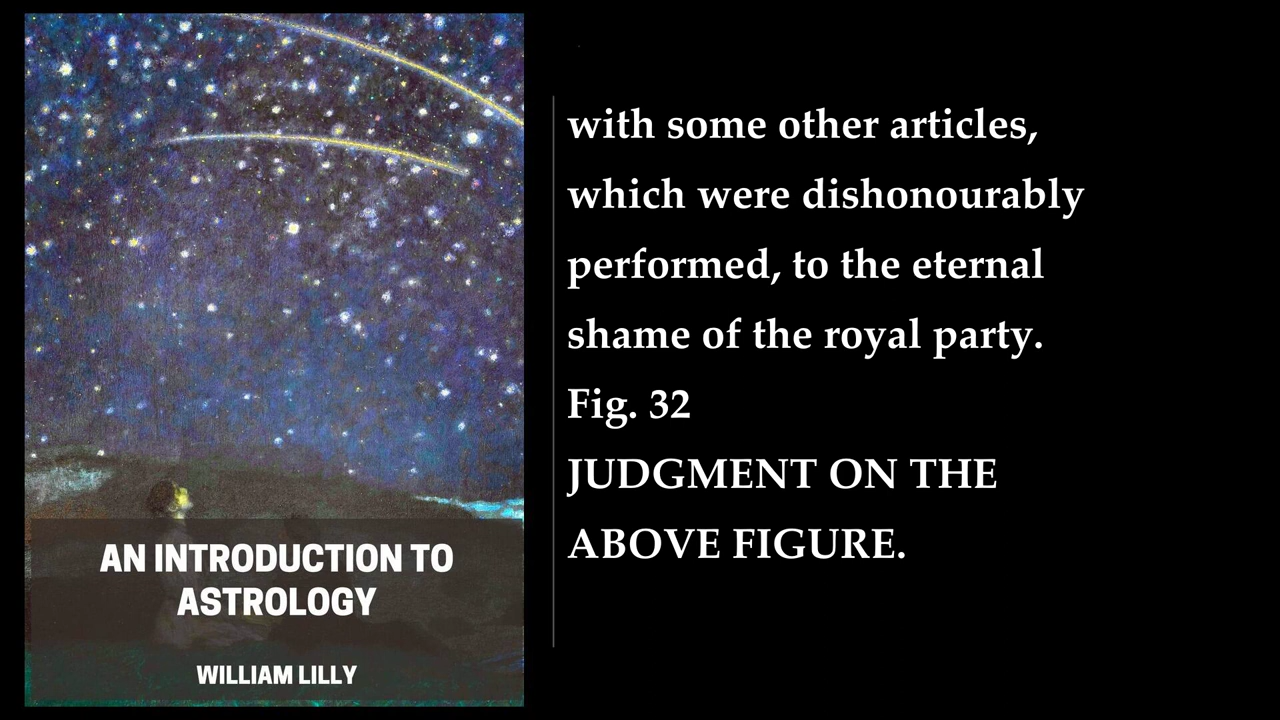 AN INTRODUCTION TO
ASTROLOGY
WILLIAM LILLY
with some other articles,
which were dishonourably
performed, to the eternal
shame of the royal party.
Fig. 32
JUDGMENT ON THE
ABOVE FIGURE.